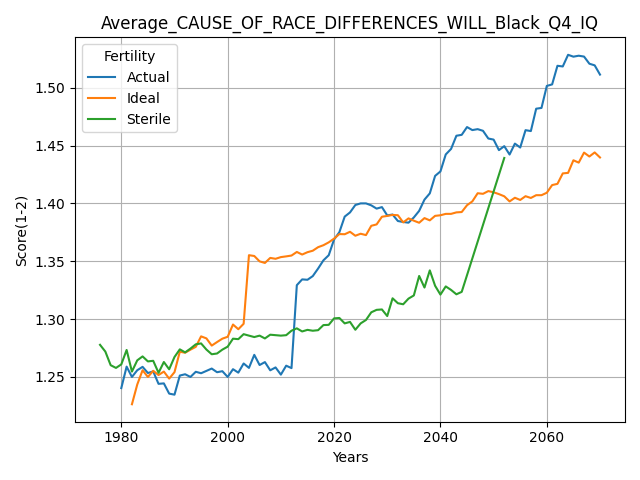 Average_CAUSE_OF_RACE_DIFFERENCES_WILL_Black_Q4_IQ
Fertility
Actual
Ideal
Sterile
Score(1-2)
1.50
1.45
1.40
1.35
1.30
1.25
1980
2000
2020
2040
2060
Years